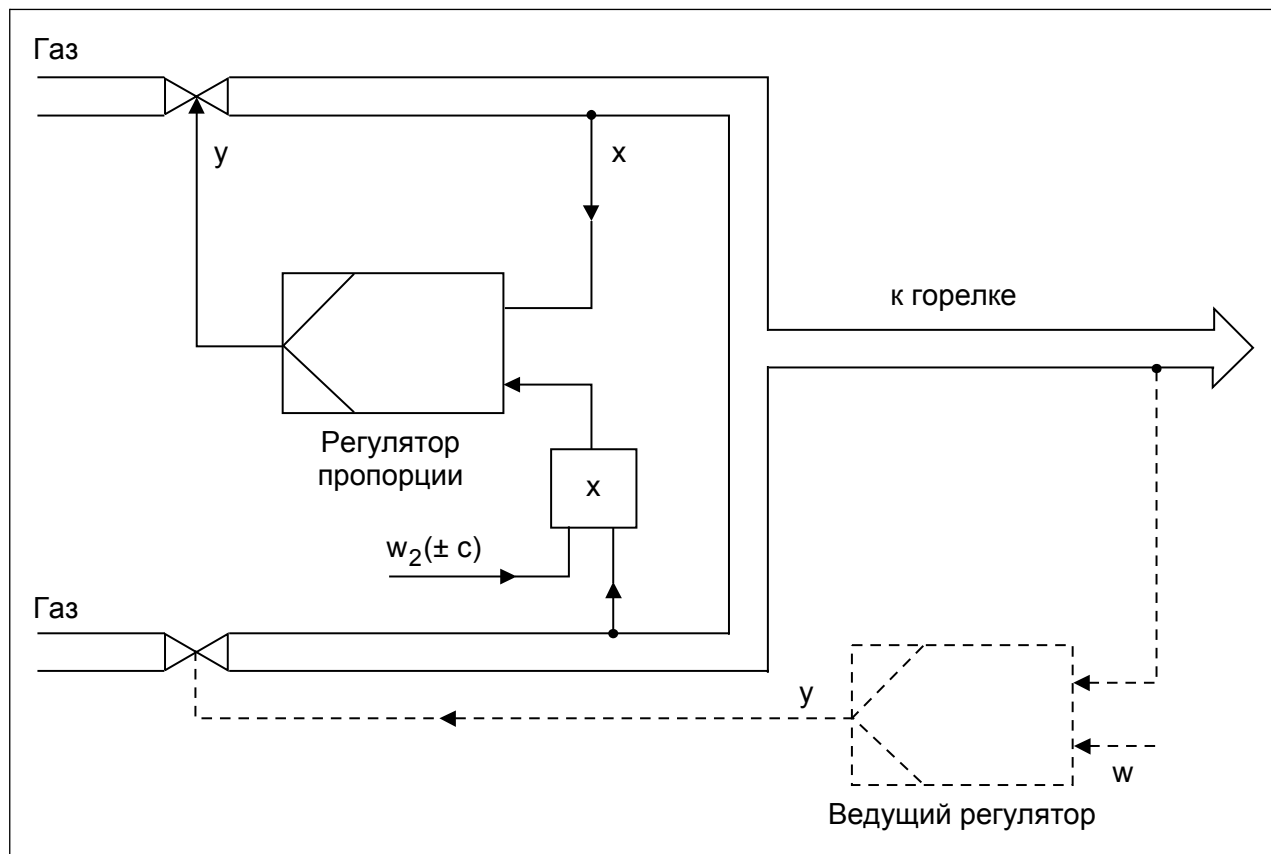 Газ
y
x
к горелке
Регулятор
пропорции
x
w2(± c)
Газ
y
w
Ведущий регулятор